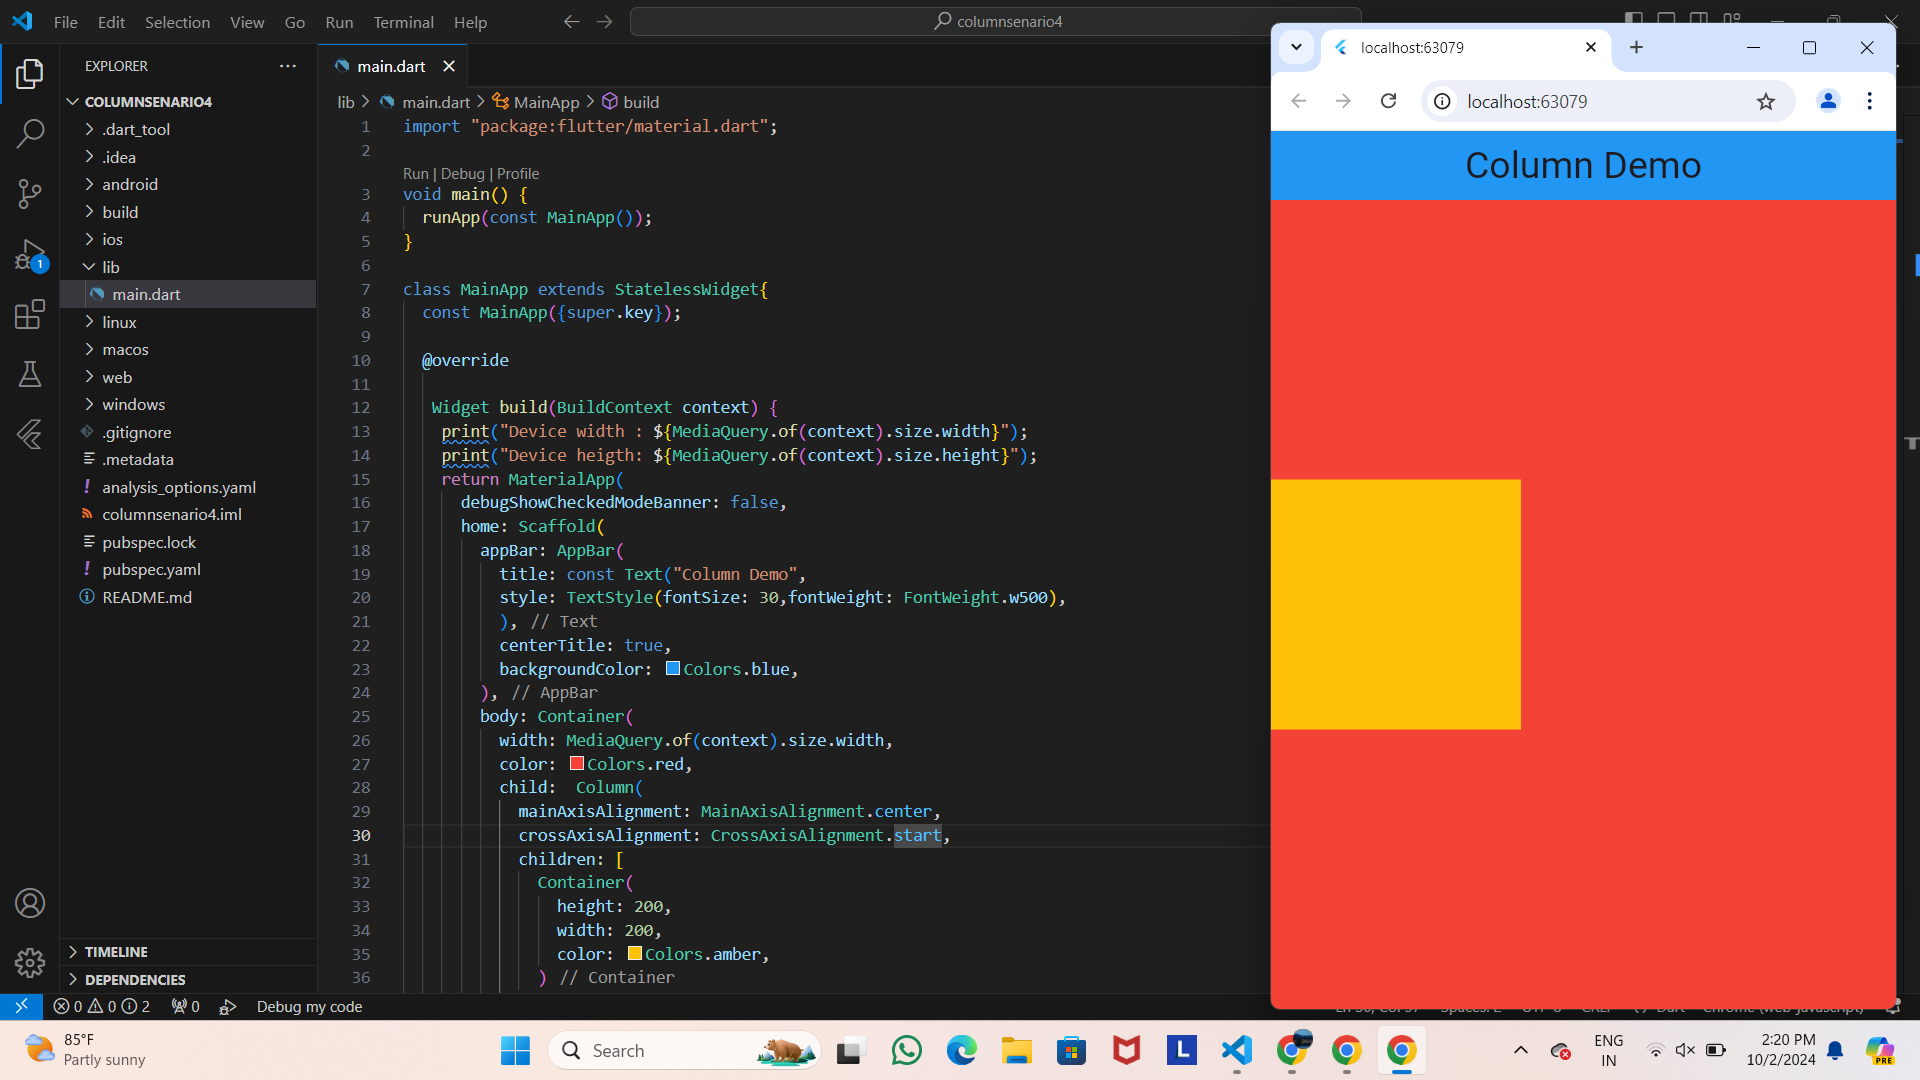 File Edit Selection View Go Run Terminal Help
columnsenario4
EXPLORER
COLUMNSENARIO4
.dart_tool
.idea
android
build
ios
lib
main.dart
linux
macos
web
windows
.gitignore
.metadata
analysis_options.yaml
columnsenario4.iml
pubspec.lock
pubspec.yaml
README.md
TIMELINE
DEPENDENCIES
1
main.dart
lib > main.dart > MainApp > build
1 import "package:flutter/material.dart";
2
Run | Debug | Profile
3 void main() {
4 runApp(const MainApp());
5 }
6
7 class MainApp extends StatelessWidget{
8 const MainApp({super.key});
9
10 @override
11
12 Widget build(BuildContext context) {
13 print("Device width : ${MediaQuery.of(context).size.width}");
14 print("Device heigth: ${MediaQuery.of(context).size.height}");
15 return MaterialApp(
16 debugShowCheckedModeBanner: false,
17 home: Scaffold(
18 appBar: AppBar(
19 title: const Text("Column Demo",
20 style: TextStyle(fontSize: 30,fontWeight: FontWeight.w500),
21 ), // Text
22 centerTitle: true,
23 backgroundColor: Colors.blue,
24 ), // AppBar
25 body: Container(
26 width: MediaQuery.of(context).size.width,
27 color: Colors.red,
28 child:  Column(
29 mainAxisAlignment: MainAxisAlignment.center,
30 crossAxisAlignment: CrossAxisAlignment.start,
31 children: [
32 Container(
33 height: 200,
34 width: 200,
35 color: Colors.amber,
36 ) // Container
localhost:63079
localhost:63079
Column Demo
0 0 2 0 Debug my code
85°F
Partly sunny
Search
L
PRE
ENG
IN
2:20 PM
10/2/2024